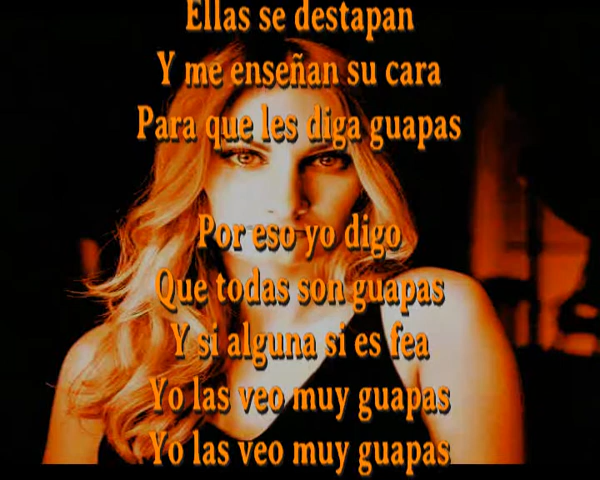 Ellas se destapan
Y me enseñan su cara
Para que les diga guapas
Por eso yo digo
Que todas son guapas
Y si alguna si es fea
Yo las veo muy guapas
Yo las veo muy guapas